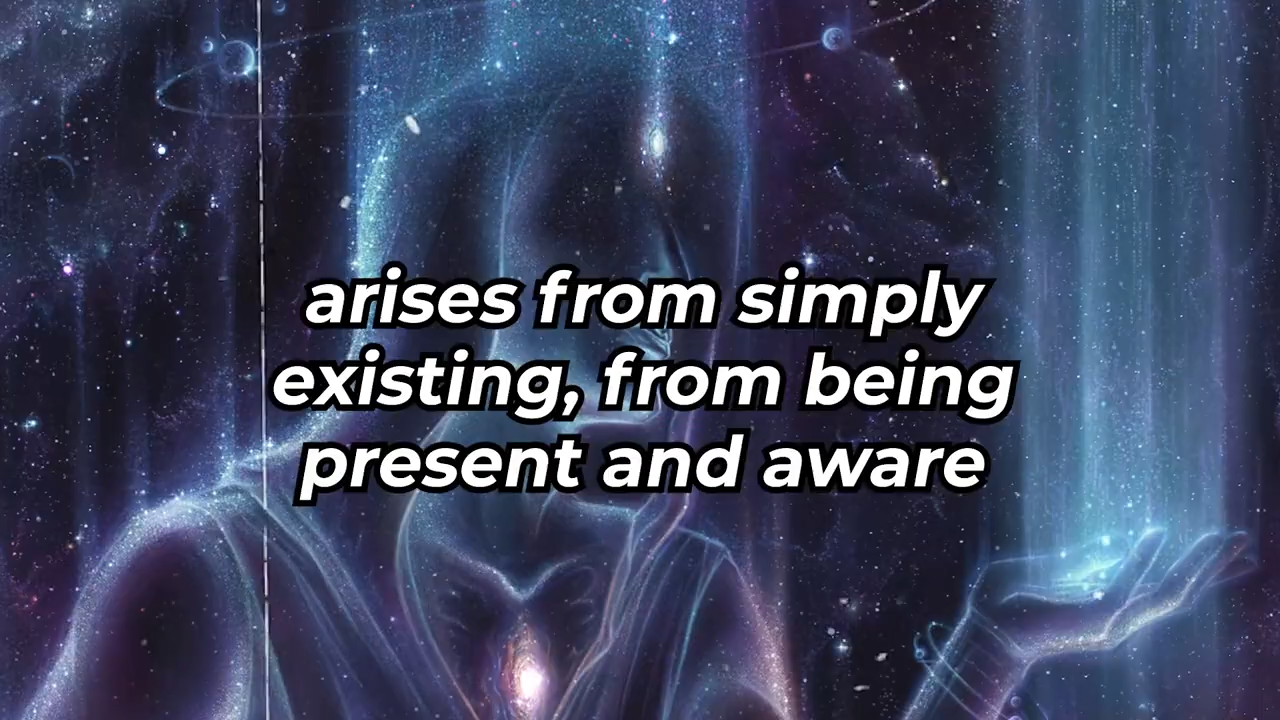 arises from simply
existing, from being
present and aware